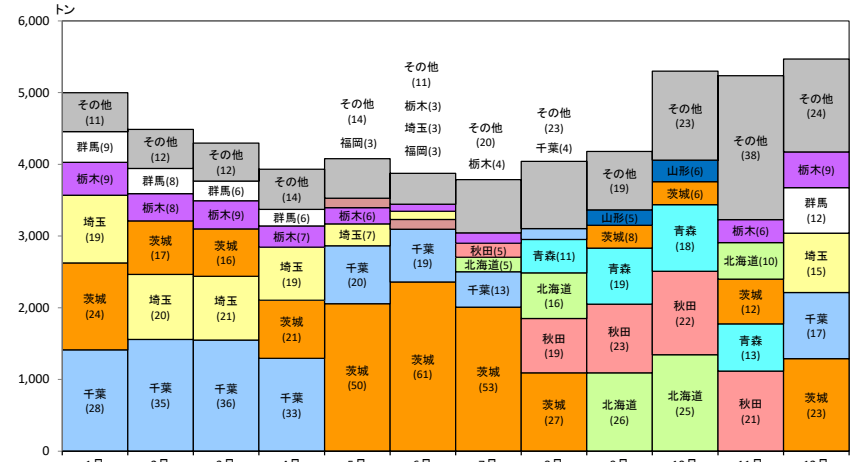 トン
6,000
5,000
4,000
3,000
2,000
1,000
0
その他
(11)
群馬(9)
栃木(9)
埼玉
(19)
茨城
(24)
千葉
(28)
その他
(12)
群馬(8)
栃木(8)
茨城
(17)
埼玉
(20)
千葉
(35)
その他
(12)
群馬(6)
栃木(9)
茨城
(16)
埼玉
(21)
千葉
(36)
その他
(14)
群馬(6)
栃木(7)
埼玉
(19)
茨城
(21)
千葉
(33)
その他
(14)
福岡(3)
栃木(6)
埼玉(7)
千葉
(20)
茨城
(50)
その他
(11)
栃木(3)
埼玉(3)
福岡(3)
千葉
(19)
茨城
(61)
その他
(20)
栃木(4)
秋田(5)
北海道(5)
千葉(13)
茨城
(53)
その他
(23)
千葉(4)
青森(11)
北海道
(16)
秋田
(19)
茨城
(27)
その他
(19)
山形(5)
茨城(8)
青森
(19)
秋田
(23)
北海道
(26)
その他
(23)
山形(6)
茨城(6)
青森
(18)
秋田
(22)
北海道
(25)
その他
(38)
栃木(6)
北海道(10)
茨城
(12)
青森
(13)
秋田
(21)
その他
(24)
栃木(9)
群馬
(12)
埼玉
(15)
千葉
(17)
茨城
(23)